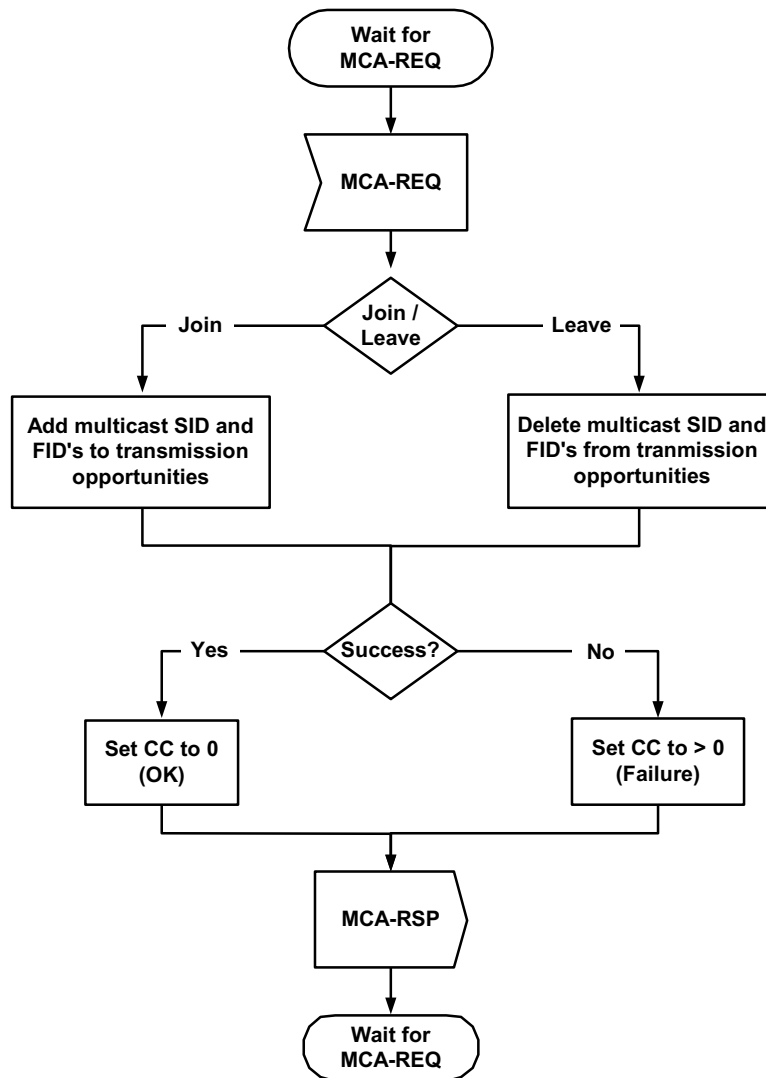 Wait for
MCA-REQ
MCA-REQ
Join /
Leave
Join
Leave
Add multicast SID and
FID's to transmission
opportunities
Delete multicast SID and
FID's from tranmission
opportunities
Success?
Yes
No
Set CC to 0
(OK)
Set CC to > 0
(Failure)
MCA-RSP
Wait for
MCA-REQ